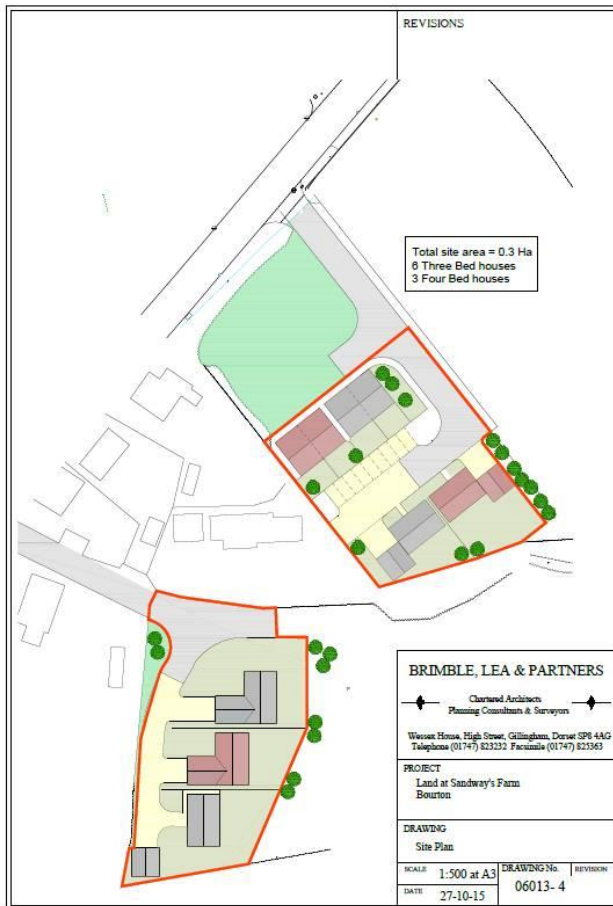 REVISIONS
Total site area = 0.3 Ha
6 Three Bed houses
3 Four Bed houses
BRIMBLE, LEA & PARTNERS
Chartered Architects
Planning Consultants & Surveyors
Wessex House, High Street, Gillingham, Dorset SP8 4AG
Telephone (01747) 823232 Facsimile (01747) 825363
PROJECT
Land at Sandway's Farm
Bourton
DRAWING
Site Plan
SCALE 1:500 at A3
DRAWING No. REVISION
06013- 4
DATE 27-10-15